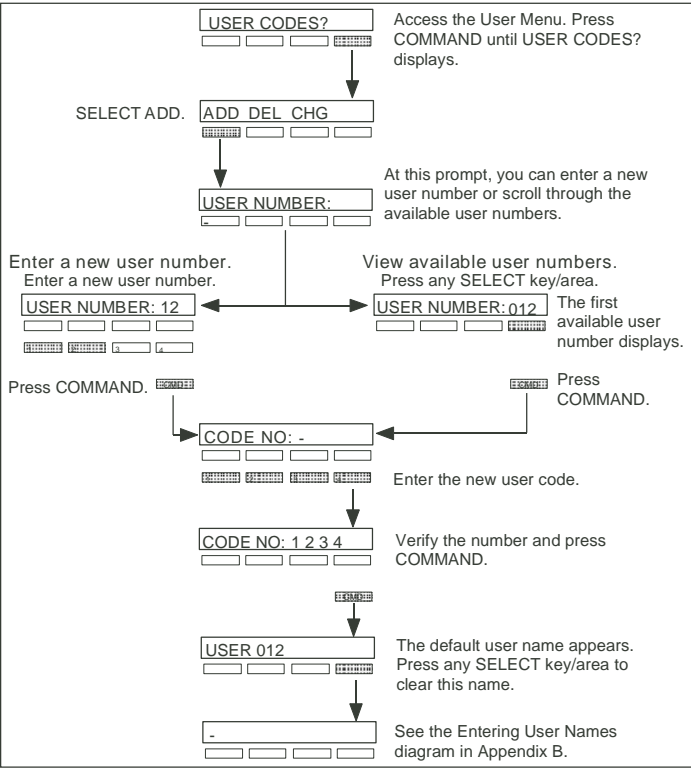 USER CODES?
Access the User Menu. Press
COMMAND until USER CODES?
displays.
SELECT ADD.
ADD DEL CHG
At this prompt, you can enter a new
user number or scroll through the
available user numbers.
USER NUMBER:
-
Enter a new user number.
Enter a new user number.
USER NUMBER: 12
1 2 3 4
View available user numbers.
Press any SELECT key/area.
USER NUMBER: 012
The first
available user
number displays.
Press COMMAND.
CMD
CMD
Press
COMMAND.
CODE NO: -
1 2 3 4
Enter the new user code.
CODE NO: 1 2 3 4
Verify the number and press
COMMAND.
CMD
USER 012
The default user name appears.
Press any SELECT key/area to
clear this name.
-
See the Entering User Names
diagram in Appendix B.